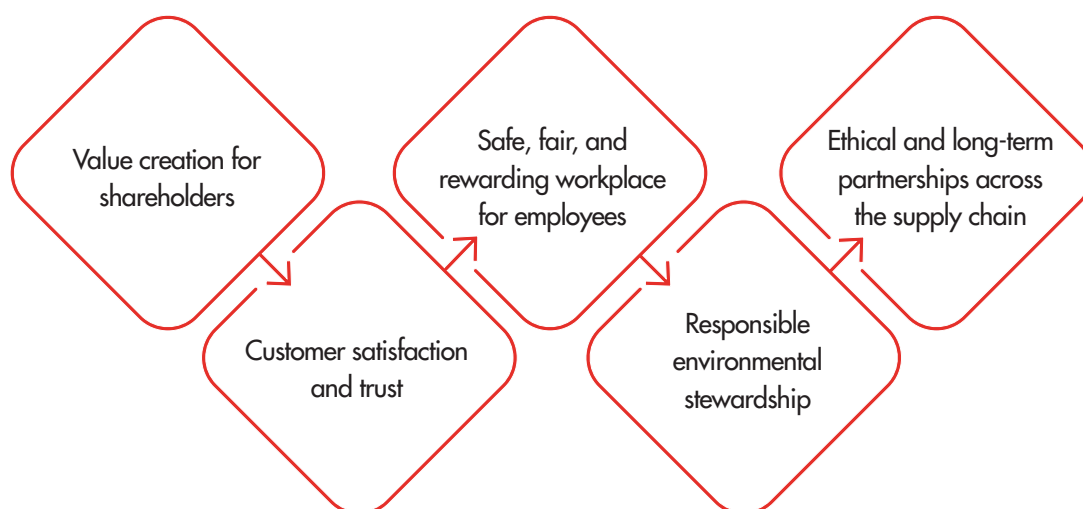 Value creation for
shareholders
Customer satisfaction
and trust
Safe, fair, and
rewarding workplace
for employees
Responsible
environmental
stewardship
Ethical and long-term
partnerships across
the supply chain